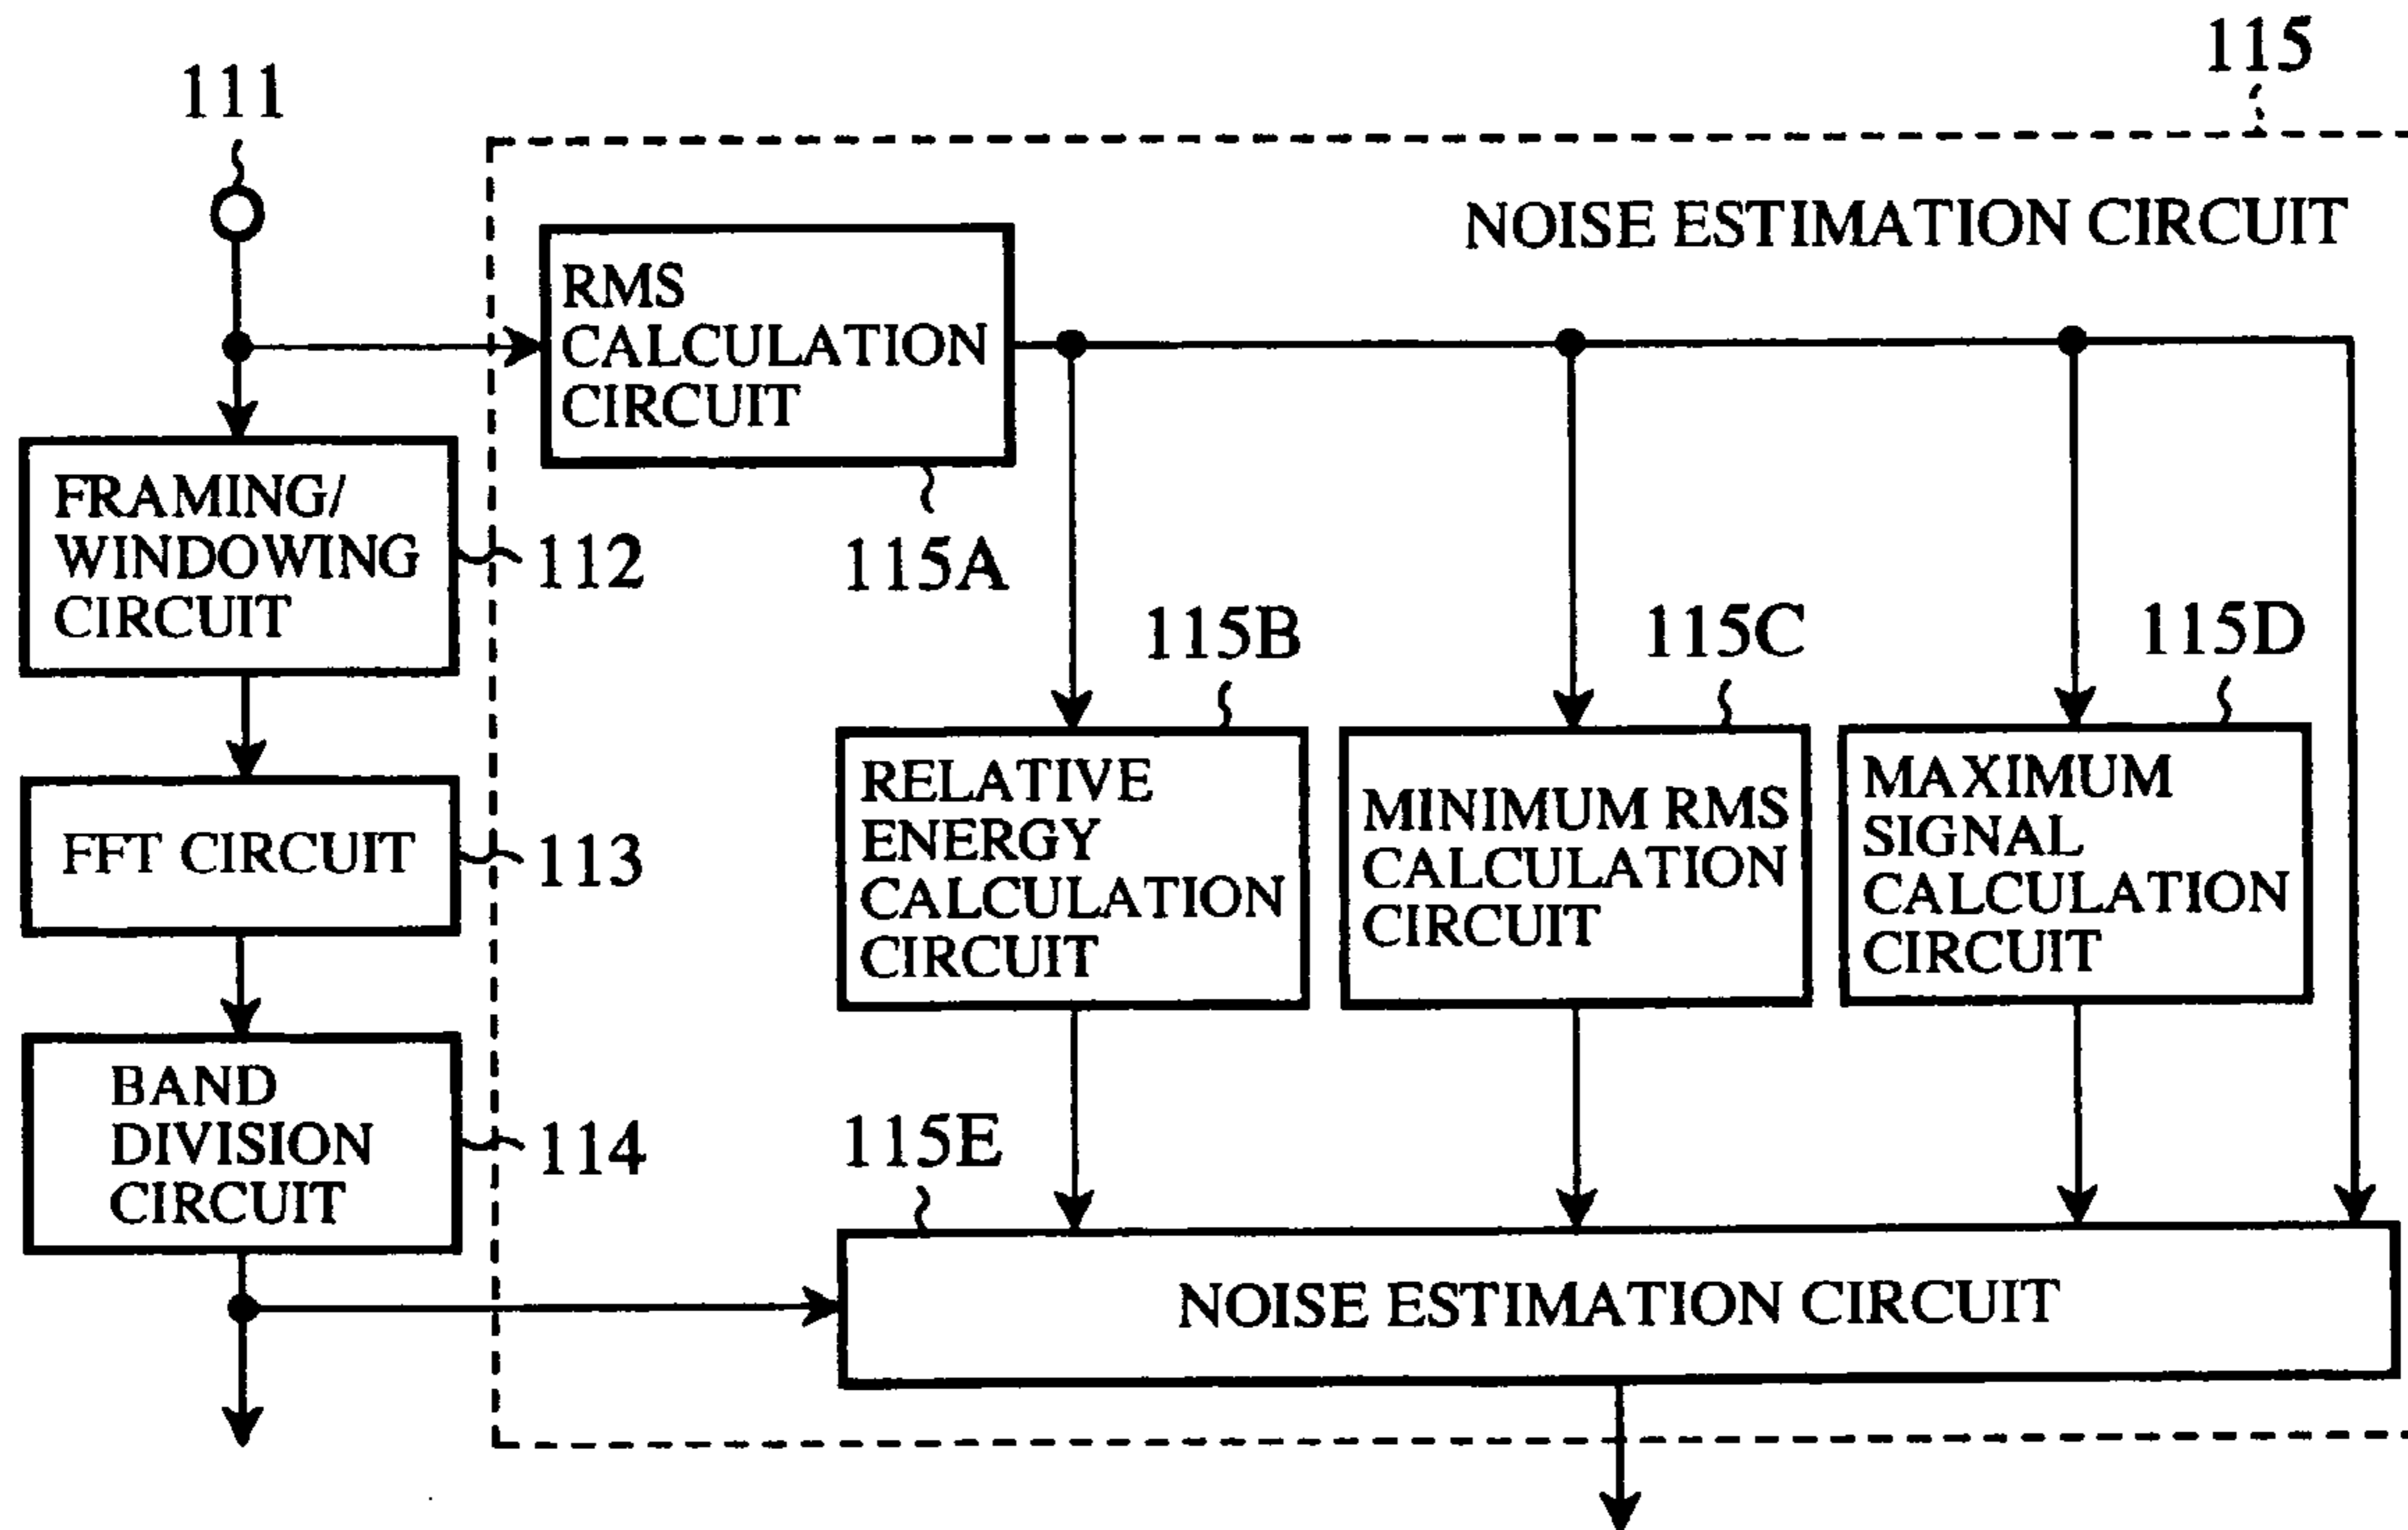 115
111
NOISE ESTIMATION CIRCUIT
RMS
CALCULATION
CIRCUIT
115A
FRAMING/
WINDOWING
CIRCUIT
112
115B
115C
115D
FFT CIRCUIT
113
RELATIVE
ENERGY
CALCULATION
CIRCUIT
MINIMUM RMS
CALCULATION
CIRCUIT
MAXIMUM
SIGNAL
CALCULATION
CIRCUIT
BAND
DIVISION
CIRCUIT
114
115E
NOISE ESTIMATION CIRCUIT